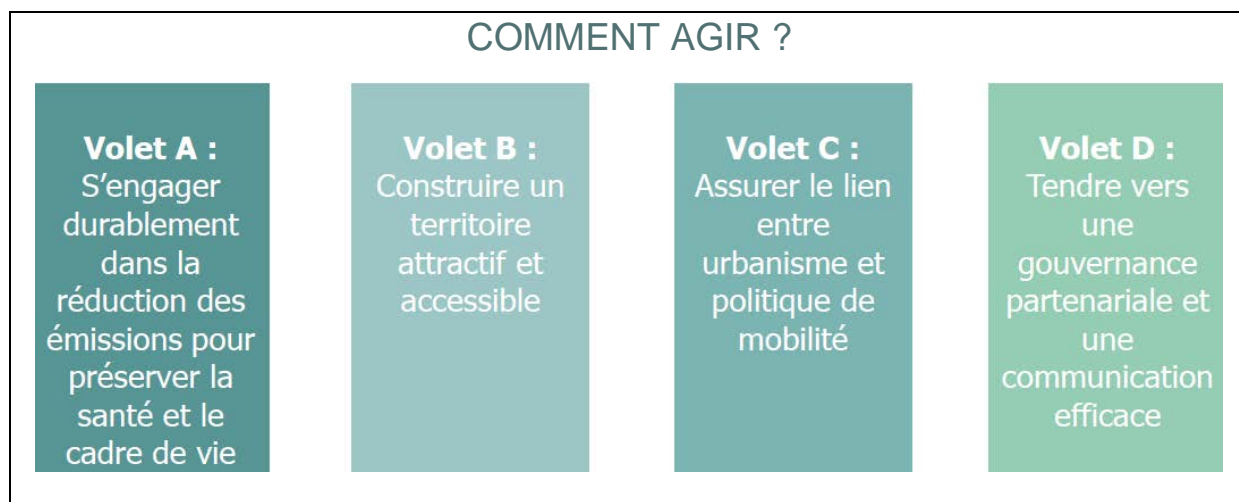 COMMENT AGIR ?
Volet A :
S’engager
durablement
dans la
réduction des
émissions pour
préserver la
santé et le
cadre de vie
Volet B :
Construire un
territoire
attractif et
accessible
Volet C :
Assurer le lien
entre
urbanisme et
politique de
mobilité
Volet D :
Tendre vers
une
gouvernance
partenariale et
une
communication
efficace